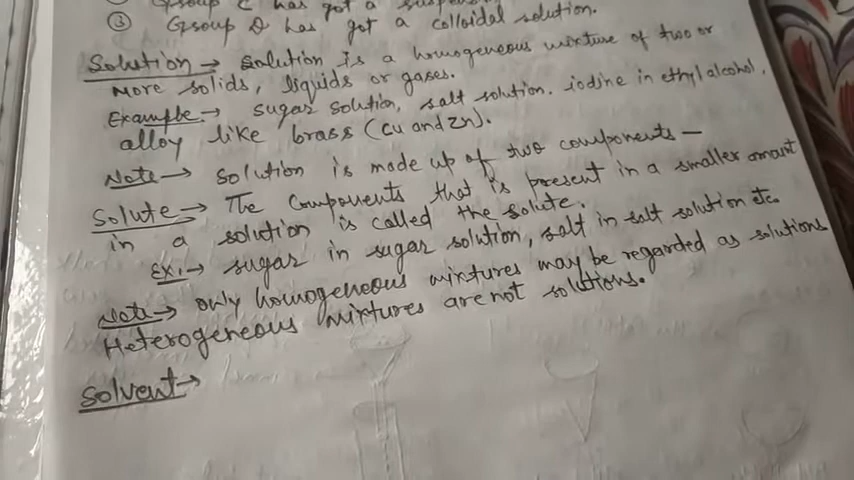 Group C has got a
③ Group D has got a colloidal solution.
Solution → Solution is a homogeneous mixture of two or
more solids, liquids or gases.
Example:→ sugar solution, salt solution. iodine in ethyl alcohol,
alloy like brass (Cu and Zn).
Note → solution is made up of two components —
Solute → The components that is present in a smaller amount
in a solution is called the solute.
Ex.→ sugar in sugar solution, salt in salt solution etc.
Note → only homogeneous mixtures may be regarded as solutions
Heterogeneous mixtures are not solutions.
Solvent →